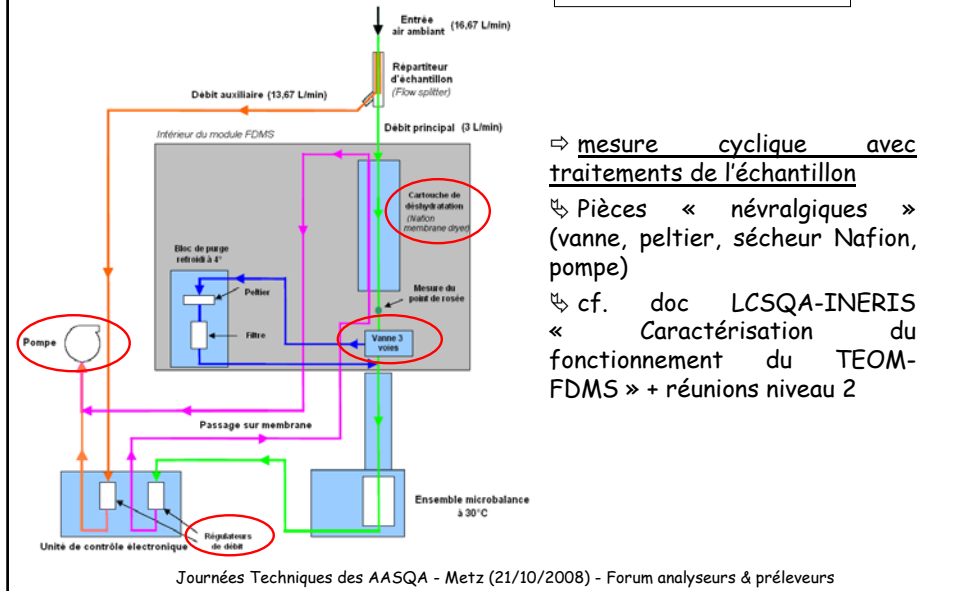 Entrée
air ambiant
(16,67 L/min)
Répartiteur
d'échantillon
(Flow splitter)
Débit auxiliaire (13,67 L/min)
Débit principal (3 L/min)
Intérieur du module FDMS
Cartouche de
déshydratation
(Nafion
membrane dryer)
Bloc de purge
refroidi à 4°
Peltier
Mesure du
point de rosée
Filtre
Vanne 3
voies
Pompe
Passage sur membrane
Ensemble microbalance
à 30°C
Régulateurs
de débit
Unité de contrôle électronique
⇨ mesure cyclique avec
traitements de l'échantillon
↳ Pièces « névralgiques »
(vanne, peltier, sécheur Nafion,
pompe)
↳ cf. doc LCSQA-INERIS
« Caractérisation du
fonctionnement du TEOM-
FDMS » + réunions niveau 2
Journées Techniques des AASQA - Metz (21/10/2008) - Forum analyseurs & préleveurs